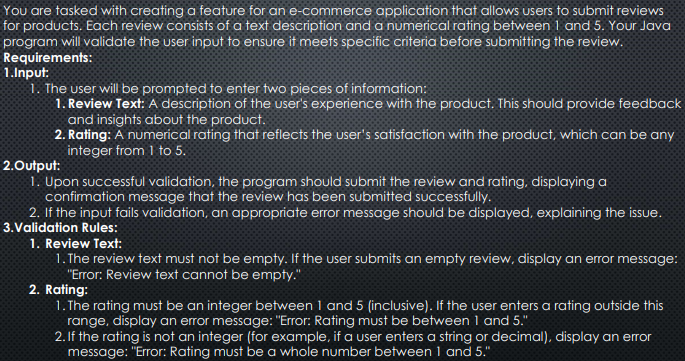 You are tasked with creating a feature for an e-commerce application that allows users to submit reviews
for products. Each review consists of a text description and a numerical rating between 1 and 5. Your Java
program will validate the user input to ensure it meets specific criteria before submitting the review.
Requirements:
1.Input:
1. The user will be prompted to enter two pieces of information:
1. Review Text: A description of the user's experience with the product. This should provide feedback
and insights about the product.
2. Rating: A numerical rating that reflects the user's satisfaction with the product, which can be any
integer from 1 to 5.
2.Output:
1. Upon successful validation, the program should submit the review and rating, displaying a
confirmation message that the review has been submitted successfully.
2. If the input fails validation, an appropriate error message should be displayed, explaining the issue.
3.Validation Rules:
1. Review Text:
1. The review text must not be empty. If the user submits an empty review, display an error message:
"Error: Review text cannot be empty."
2. Rating:
1. The rating must be an integer between 1 and 5 (inclusive). If the user enters a rating outside this
range, display an error message: "Error: Rating must be between 1 and 5."
2. If the rating is not an integer (for example, if a user enters a string or decimal), display an error
message: "Error: Rating must be a whole number between 1 and 5."